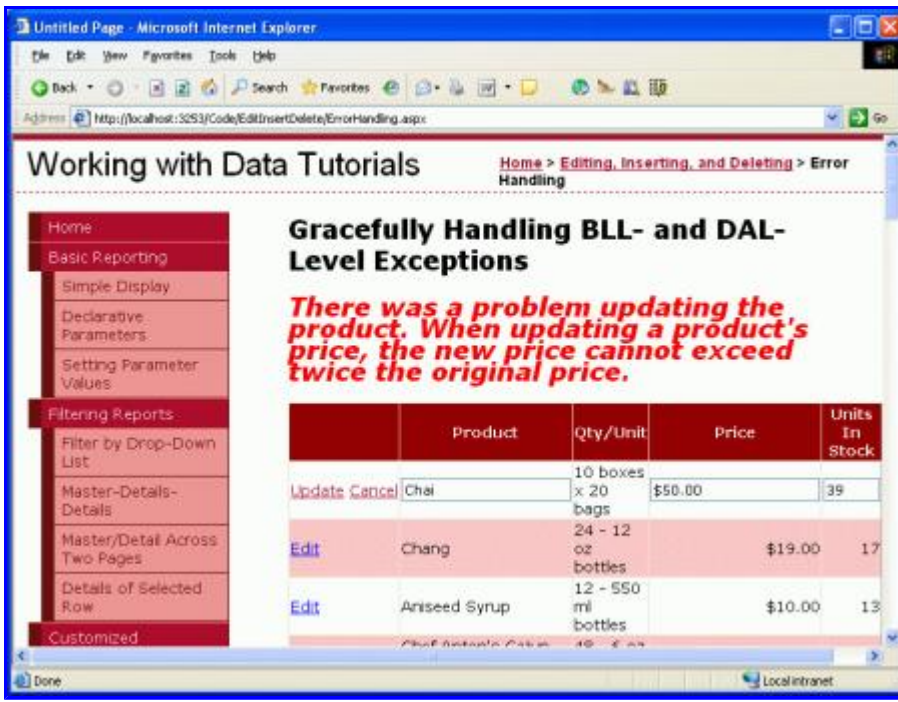 Untitled Page - Microsoft Internet Explorer
File Edit View Favorites Tools Help
Back Search Favorites
Address http://localhost:3253/Code/EditInsertDelete/ErrorHandling.aspx Go
Working with Data Tutorials
Home > Editing, Inserting, and Deleting > Error
Handling
Home
Basic Reporting
Simple Display
Declarative
Parameters
Setting Parameter
Values
Filtering Reports
Filter by Drop-Down
List
Master-Details-
Details
Master/Detail Across
Two Pages
Details of Selected
Row
Customized
Gracefully Handling BLL- and DAL-
Level Exceptions
There was a problem updating the
product. When updating a product's
price, the new price cannot exceed
twice the original price.
Product Qty/Unit Price Units
In
Stock
Update Cancel Chai 10 boxes
x 20
bags $50.00 39
Edit Chang 24 - 12
oz
bottles $19.00 17
Edit Aniseed Syrup 12 - 550
ml
bottles $10.00 13
Chef Anton's Cajun 48 - 6 oz
Done Local intranet